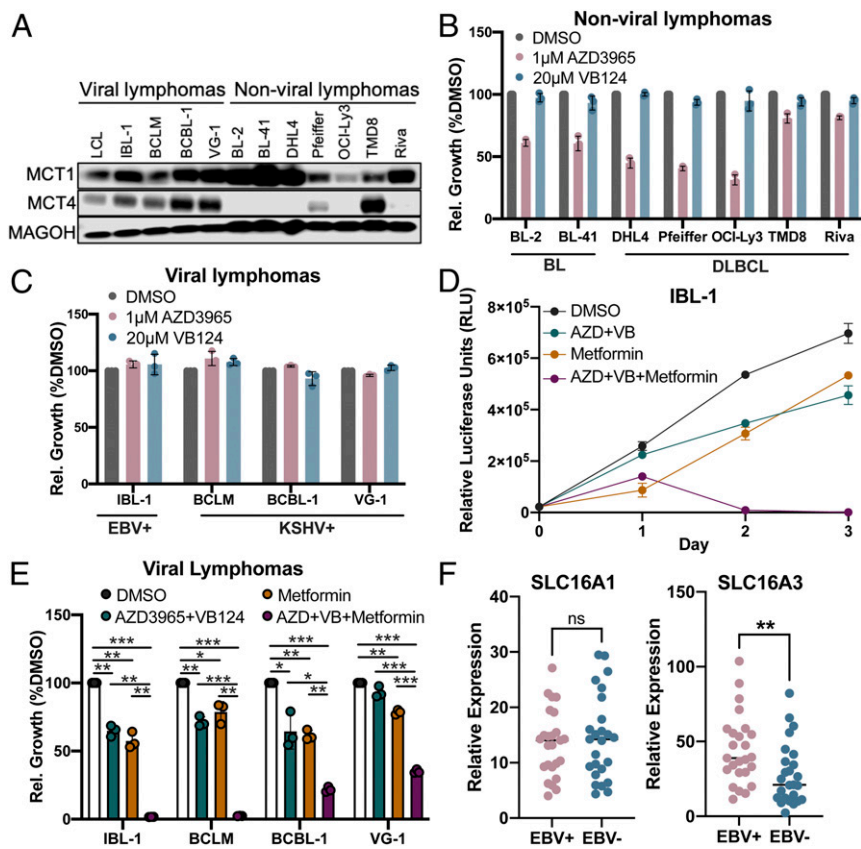 A
Viral lymphomas Non-viral lymphomas
LCL
IBL-1
BCLM
BCBL-1
VG-1
BL-2
BL-41
DHL4
Pfeiffer
OCI-Ly3
TMD8
Riva
MCT1
MCT4
MAGOH
B
Non-viral lymphomas
DMSO
1µM AZD3965
20µM VB124
Rel. Growth (%DMSO)
150
100
50
0
BL-2 BL-41 DHL4 Pfeiffer OCI-Ly3 TMD8 Riva
BL DLBCL
C
Viral lymphomas
DMSO
1µM AZD3965
20µM VB124
Rel. Growth (%DMSO)
150
100
50
0
IBL-1 BCLM BCBL-1 VG-1
EBV+ KSHV+
D
IBL-1
DMSO
AZD+VB
Metformin
AZD+VB+Metformin
Relative Luciferase Units (RLU)
8×10⁵
6×10⁵
4×10⁵
2×10⁵
0
0 1 2 3
Day
E
Viral Lymphomas
DMSO Metformin
AZD3965+VB124 AZD+VB+Metformin
Rel. Growth (%DMSO)
150
100
50
0
*** *** *** ***
** * ** **
** ** * ***
** *** * ***
** ** **
IBL-1 BCLM BCBL-1 VG-1
F
SLC16A1
Relative Expression
40
30
20
10
0
ns
EBV+ EBV-
SLC16A3
Relative Expression
150
100
50
0
**
EBV+ EBV-